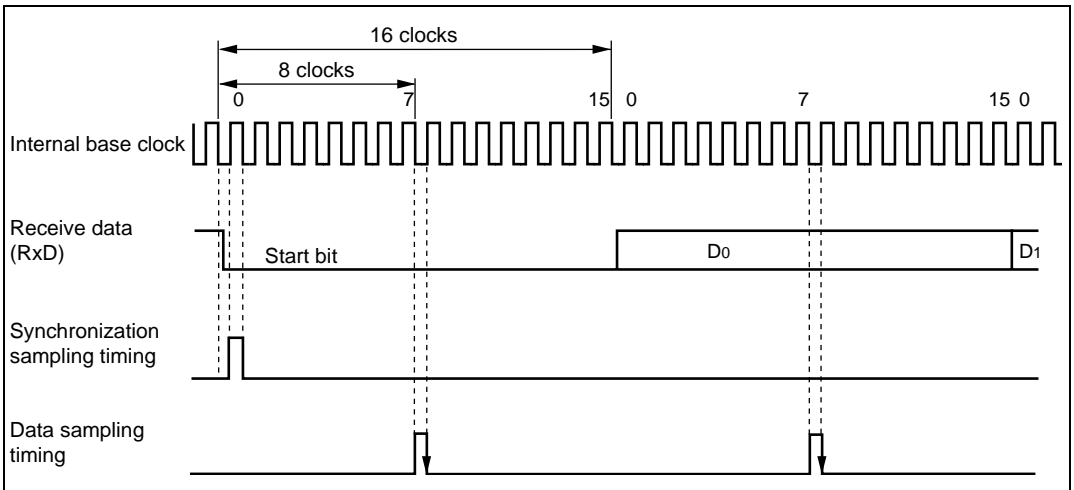 16 clocks
8 clocks
0 7 15 0 7 15 0
Internal base clock
Receive data
(RxD)
Start bit
D0
D1
Synchronization
sampling timing
Data sampling
timing